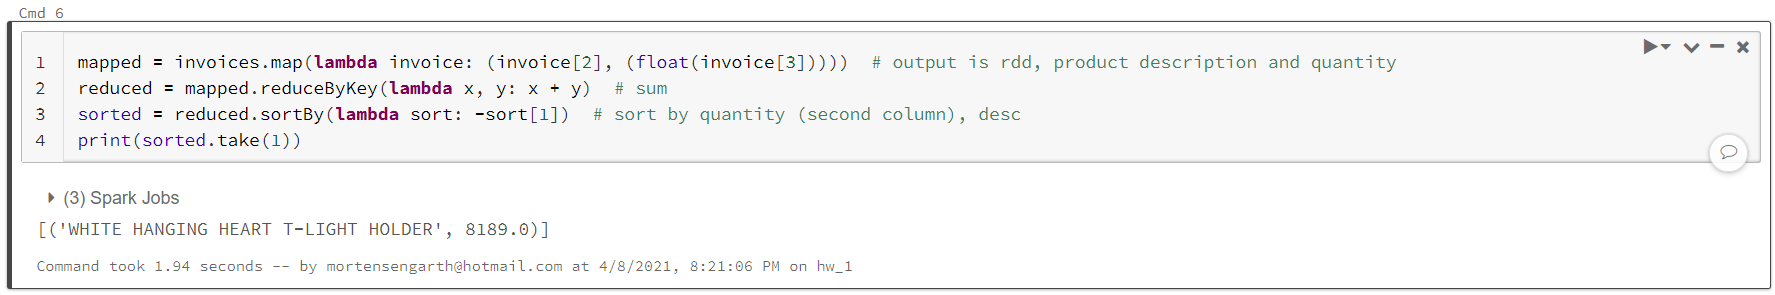 Cmd 6
1 mapped = invoices.map(lambda invoice: (invoice[2], (float(invoice[3]))))  # output is rdd, product description and quantity
2 reduced = mapped.reduceByKey(lambda x, y: x + y)  # sum
3 sorted = reduced.sortBy(lambda sort: -sort[1])  # sort by quantity (second column), desc
4 print(sorted.take(1))
(3) Spark Jobs
[('WHITE HANGING HEART T-LIGHT HOLDER', 8189.0)]
Command took 1.94 seconds -- by mortensengarth@hotmail.com at 4/8/2021, 8:21:06 PM on hw_1